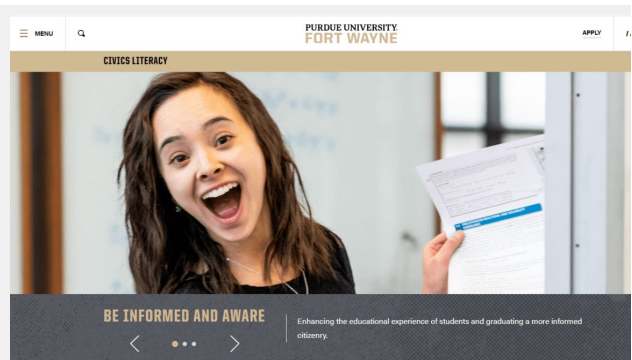 MENU
PURDUE UNIVERSITY.
FORT WAYNE
APPLY
CIVICS LITERACY
BE INFORMED AND AWARE
Enhancing the educational experience of students and graduating a more informed
citizenry.